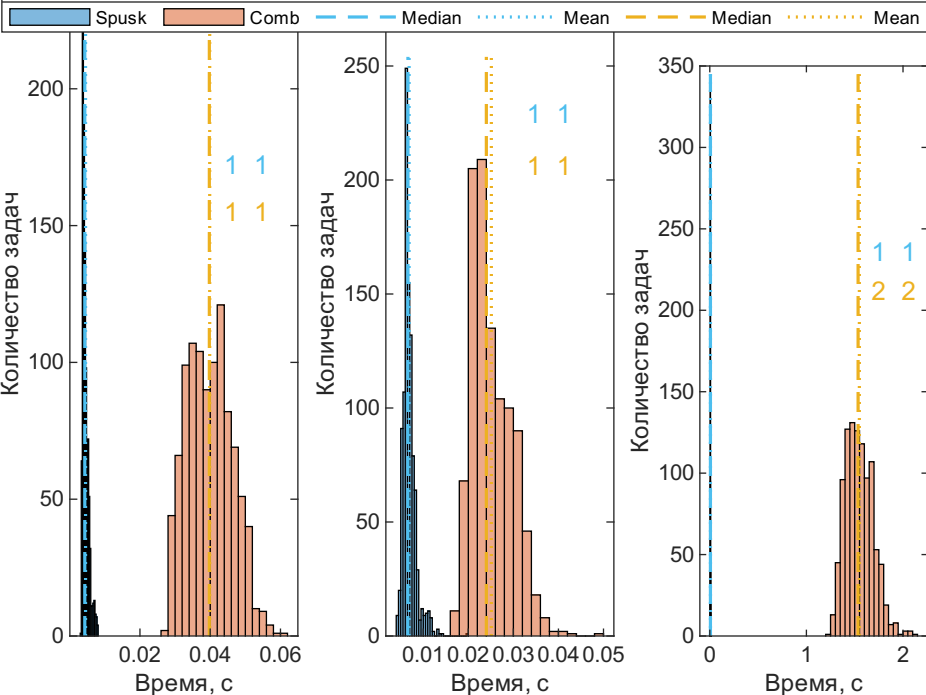 Spusk Comb Median Mean Median Mean
Количество задач
200
150
100
50
0
1 1
1 1
0.02 0.04 0.06
Время, с
Количество задач
250
200
150
100
50
0
1 1
1 1
0.01 0.02 0.03 0.04 0.05
Время, с
Количество задач
350
300
250
200
150
100
50
0
1 1
2 2
0 1 2
Время, с